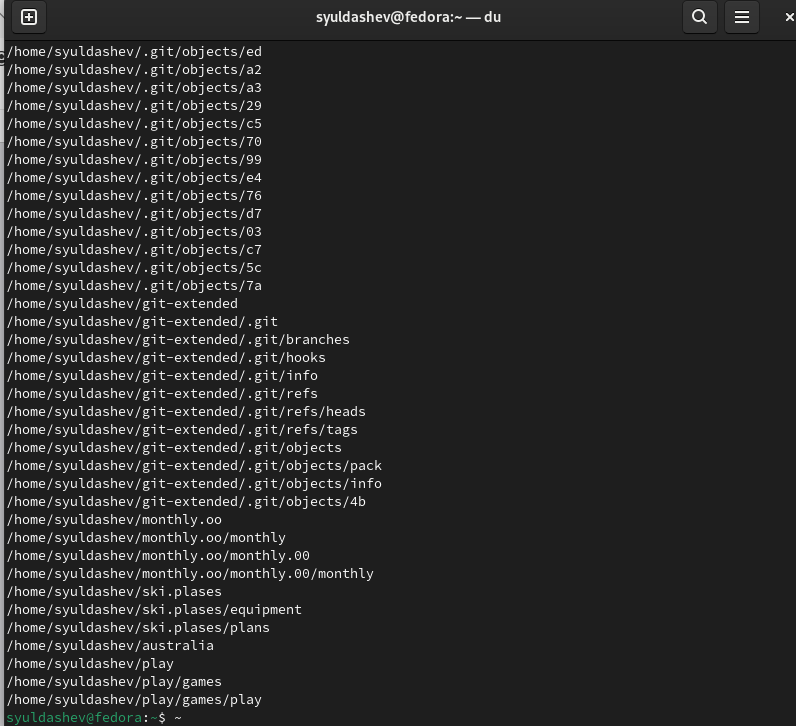 syuldashev@fedora:~ — du
/home/syuldashev/.git/objects/ed
/home/syuldashev/.git/objects/a2
/home/syuldashev/.git/objects/a3
/home/syuldashev/.git/objects/29
/home/syuldashev/.git/objects/c5
/home/syuldashev/.git/objects/70
/home/syuldashev/.git/objects/99
/home/syuldashev/.git/objects/e4
/home/syuldashev/.git/objects/76
/home/syuldashev/.git/objects/d7
/home/syuldashev/.git/objects/03
/home/syuldashev/.git/objects/c7
/home/syuldashev/.git/objects/5c
/home/syuldashev/.git/objects/7a
/home/syuldashev/git-extended
/home/syuldashev/git-extended/.git
/home/syuldashev/git-extended/.git/branches
/home/syuldashev/git-extended/.git/hooks
/home/syuldashev/git-extended/.git/info
/home/syuldashev/git-extended/.git/refs
/home/syuldashev/git-extended/.git/refs/heads
/home/syuldashev/git-extended/.git/refs/tags
/home/syuldashev/git-extended/.git/objects
/home/syuldashev/git-extended/.git/objects/pack
/home/syuldashev/git-extended/.git/objects/info
/home/syuldashev/git-extended/.git/objects/4b
/home/syuldashev/monthly.oo
/home/syuldashev/monthly.oo/monthly
/home/syuldashev/monthly.oo/monthly.00
/home/syuldashev/monthly.oo/monthly.00/monthly
/home/syuldashev/ski.plases
/home/syuldashev/ski.plases/equipment
/home/syuldashev/ski.plases/plans
/home/syuldashev/australia
/home/syuldashev/play
/home/syuldashev/play/games
/home/syuldashev/play/games/play
syuldashev@fedora:~$ ~